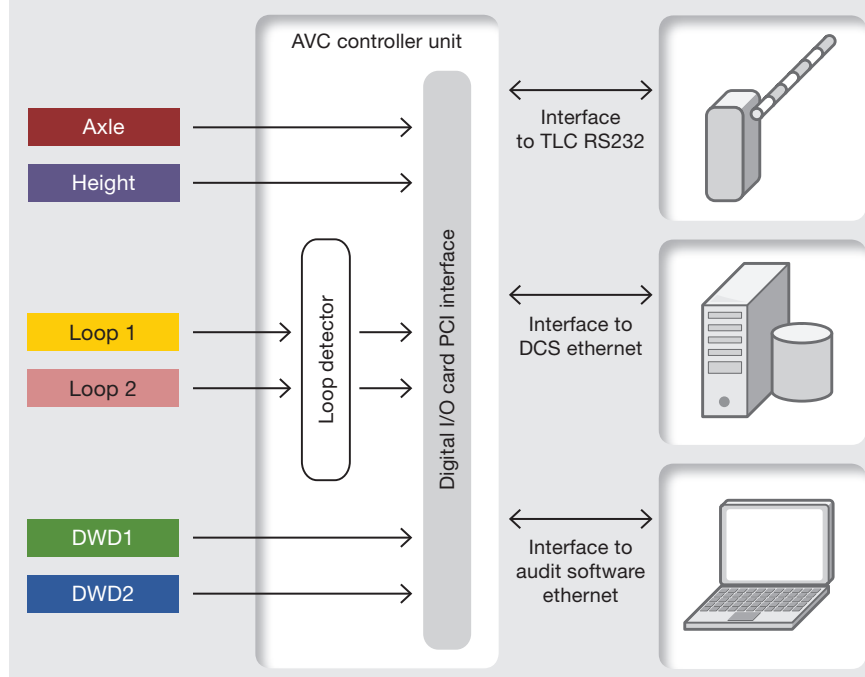 AVC controller unit
Axle
Height
Loop 1
Loop 2
DWD1
DWD2
Loop detector
Digital I/O card PCI interface
Interface
to TLC RS232
Interface to
DCS ethernet
Interface to
audit software
ethernet